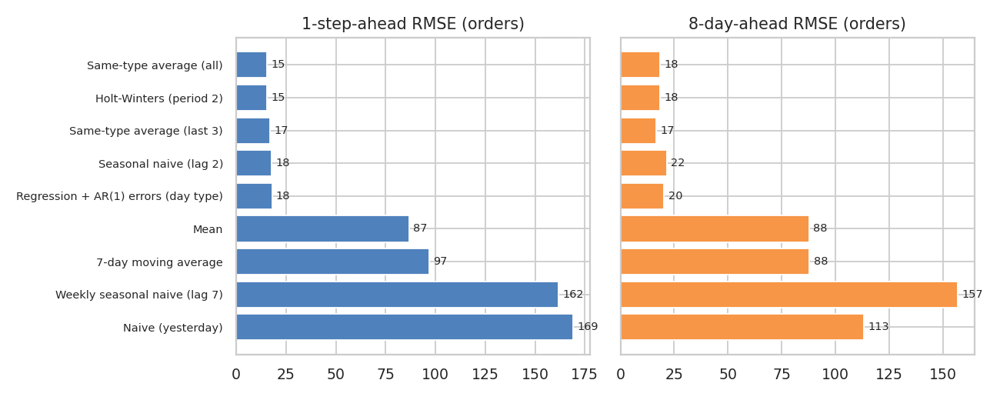 1-step-ahead RMSE (orders)
8-day-ahead RMSE (orders)
Same-type average (all) 15 18
Holt-Winters (period 2) 15 18
Same-type average (last 3) 17 17
Seasonal naive (lag 2) 18 22
Regression + AR(1) errors (day type) 18 20
Mean 87 88
7-day moving average 97 88
Weekly seasonal naive (lag 7) 162 157
Naive (yesterday) 169 113
0 25 50 75 100 125 150 175
0 25 50 75 100 125 150